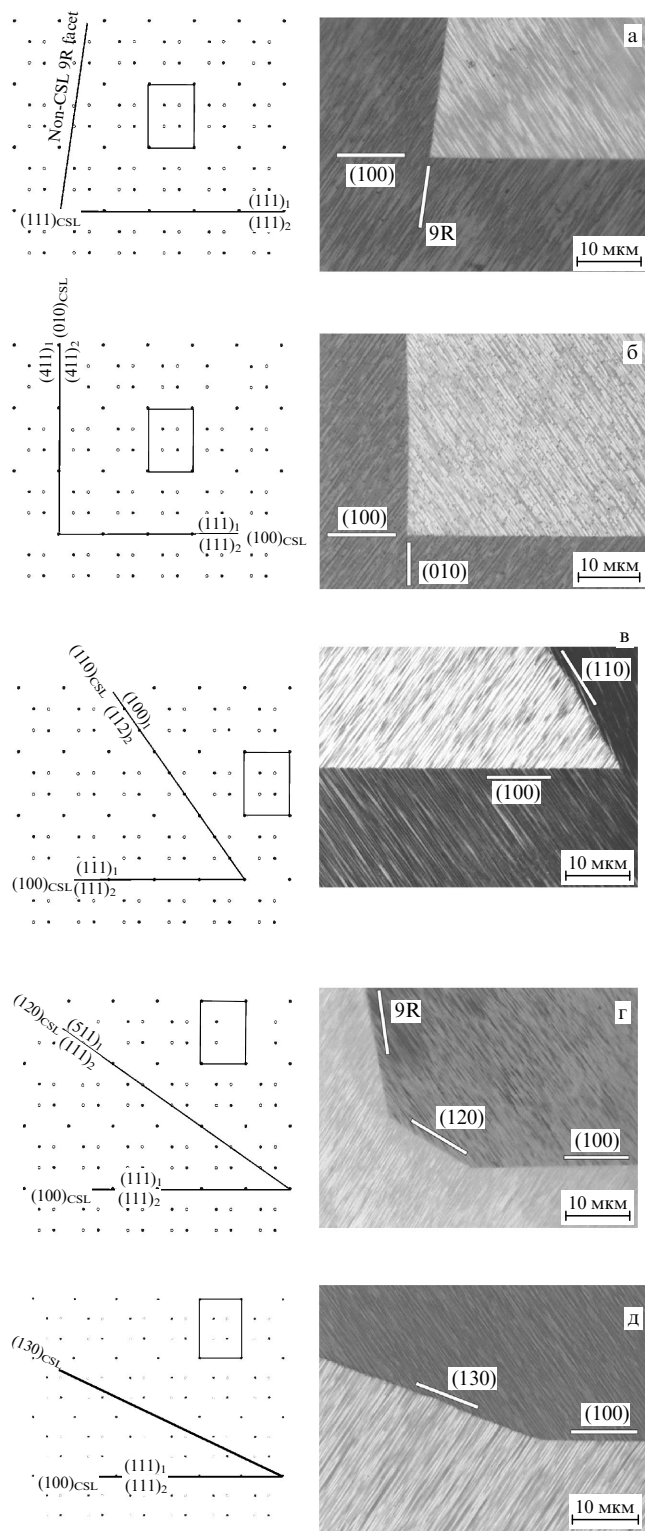 Non-CSL 9R facet
(111)CSL
(111)₁
(111)₂
а
(100)
9R
10 мкм
(411)₁ (010)CSL
(411)₂
(111)₁
(111)₂ (100)CSL
б
(100)
(010)
10 мкм
(110)CSL
(100)₁
(112)₂
(111)₁
(100)CSL (111)₂
в
(110)
(100)
10 мкм
(120)CSL
(511)₁
(111)₂
(111)₁
(100)CSL
(111)₂
г
9R
(120)
(100)
10 мкм
(130)CSL
(111)₁
(100)CSL
(111)₂
д
(130)
(100)
10 мкм